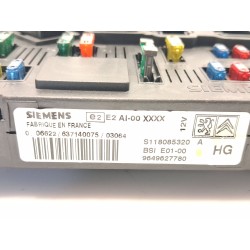 SIEMENS e2 E2 AI-00 XXXX
FABRIQUE EN FRANCE
0 06622 / 637140075 / 03064
12V
S118085320 A
BSI E01-00
9649627780
HG